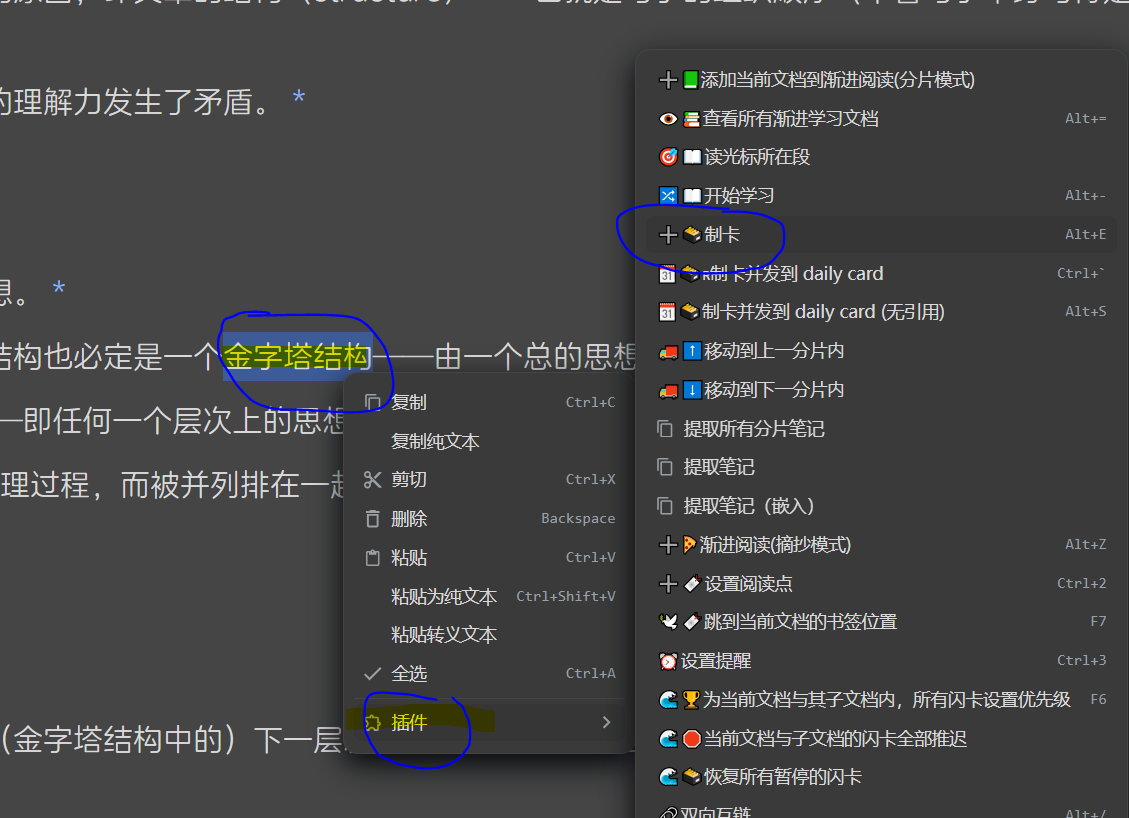 的理解力发生了矛盾。 *
想。 *
结构也必定是一个金字塔结构——由一个总的思想
—即任何一个层次上的思想
理过程，而被并列排在一起
（金字塔结构中的）下一层
复制 Ctrl+C
复制纯文本
剪切 Ctrl+X
删除 Backspace
粘贴 Ctrl+V
粘贴为纯文本 Ctrl+Shift+V
粘贴转义文本
全选 Ctrl+A
插件
添加当前文档到渐进阅读(分片模式)
查看所有渐进学习文档 Alt+=
读光标所在段
开始学习 Alt+-
制卡 Alt+E
制卡并发到 daily card Ctrl+`
制卡并发到 daily card (无引用) Alt+S
移动到上一分片内
移动到下一分片内
提取所有分片笔记
提取笔记
提取笔记（嵌入）
渐进阅读(摘抄模式) Alt+Z
设置阅读点 Ctrl+2
跳到当前文档的书签位置 F7
设置提醒 Ctrl+3
为当前文档与其子文档内，所有闪卡设置优先级 F6
当前文档与子文档的闪卡全部推迟
恢复所有暂停的闪卡
双向互链 Alt+/